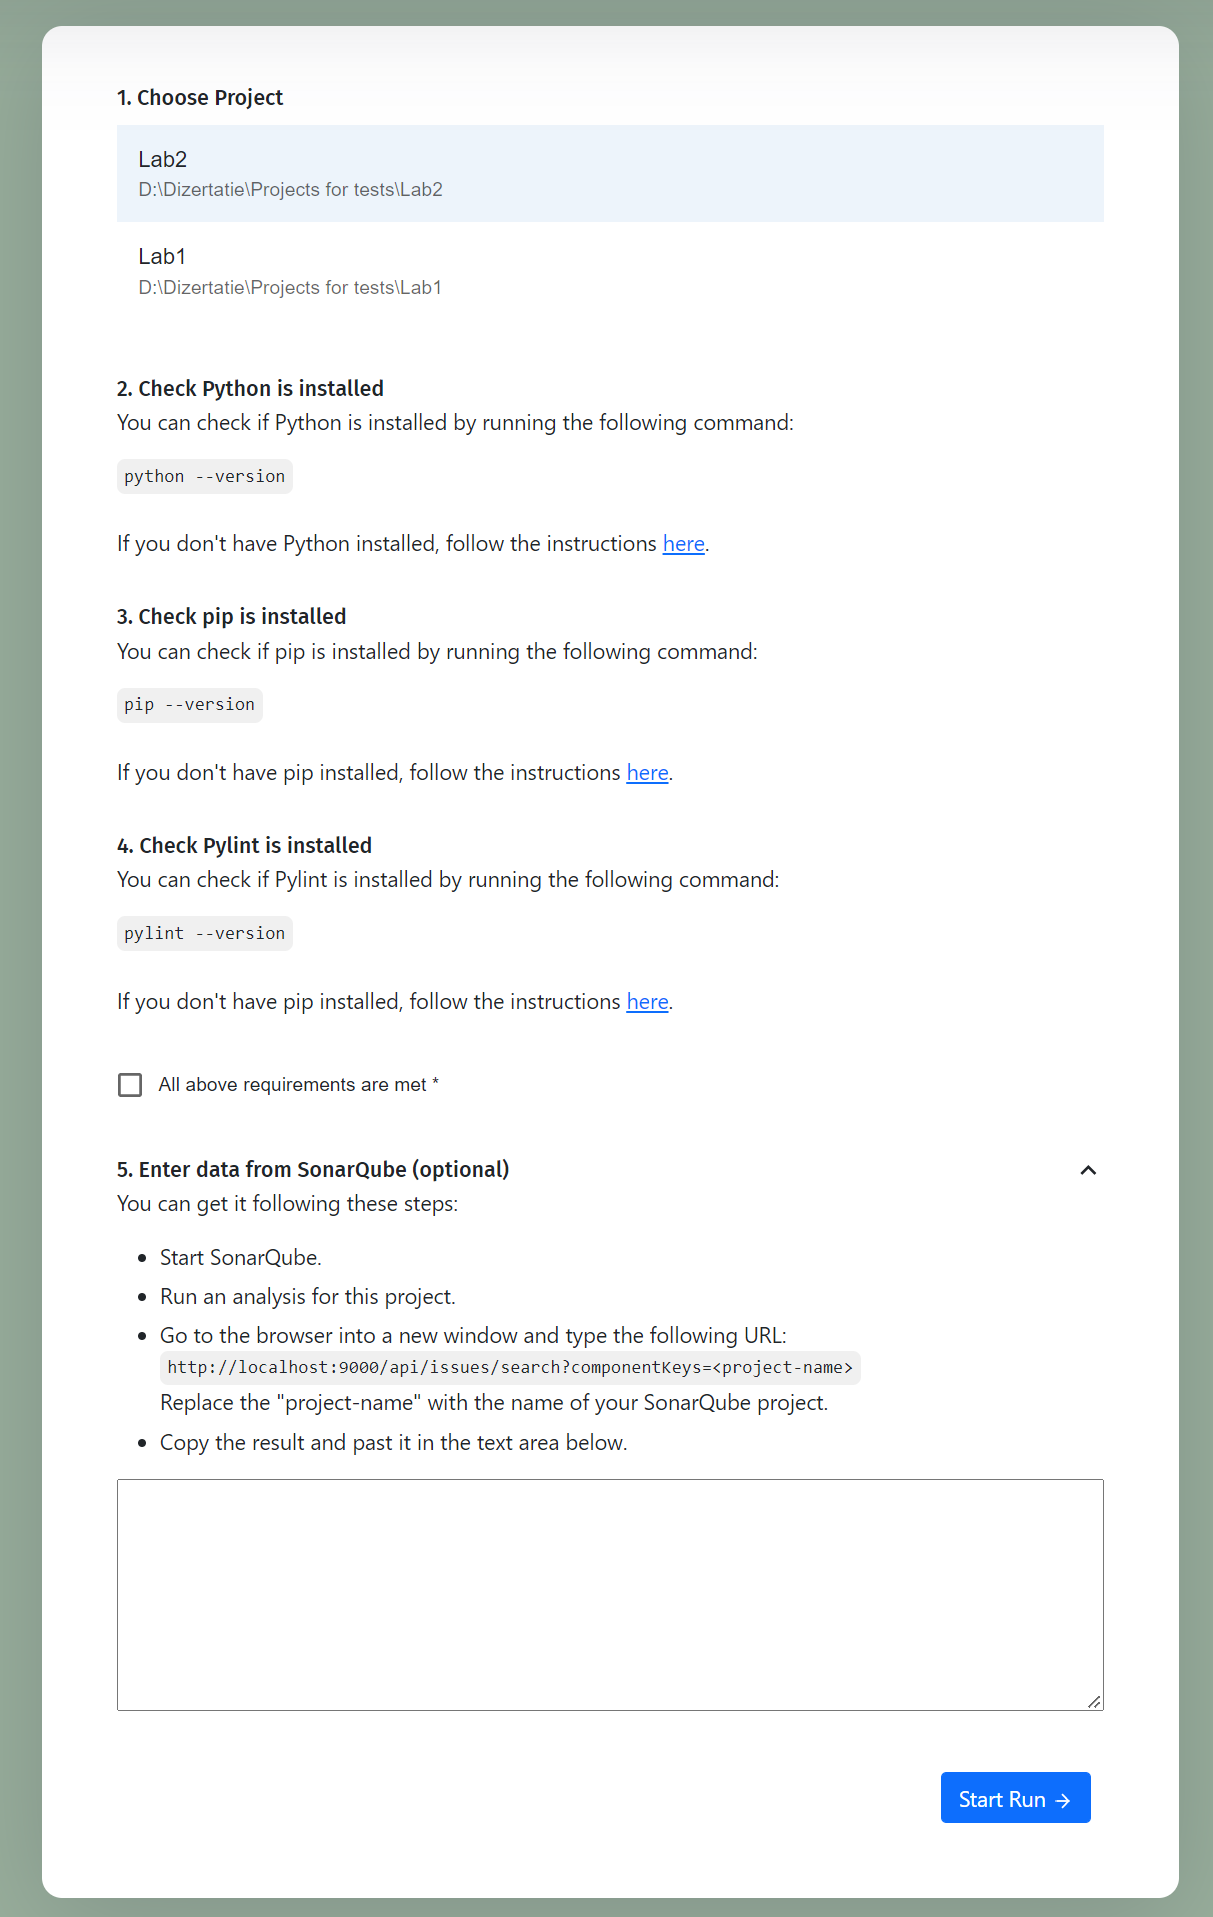 1. Choose Project
Lab2
D:\Dizertatie\Projects for tests\Lab2
Lab1
D:\Dizertatie\Projects for tests\Lab1
2. Check Python is installed
You can check if Python is installed by running the following command:
python --version
If you don't have Python installed, follow the instructions here.
3. Check pip is installed
You can check if pip is installed by running the following command:
pip --version
If you don't have pip installed, follow the instructions here.
4. Check Pylint is installed
You can check if Pylint is installed by running the following command:
pylint --version
If you don't have pip installed, follow the instructions here.
All above requirements are met *
5. Enter data from SonarQube (optional)
You can get it following these steps:
• Start SonarQube.
• Run an analysis for this project.
• Go to the browser into a new window and type the following URL:
http://localhost:9000/api/issues/search?componentKeys=<project-name>
Replace the "project-name" with the name of your SonarQube project.
• Copy the result and past it in the text area below.
Start Run →